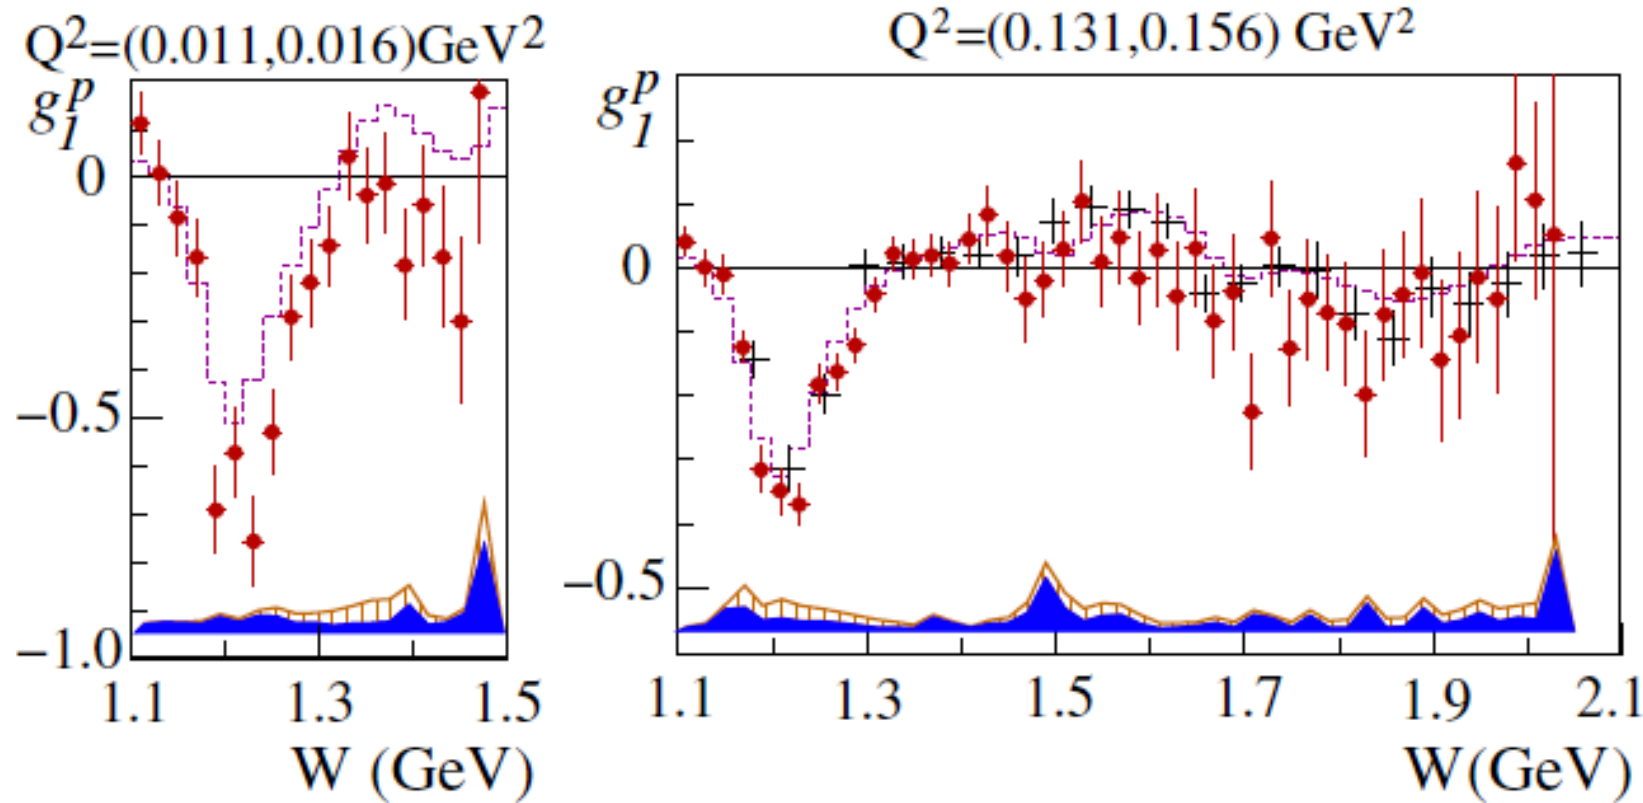 Q²=(0.011,0.016)GeV²
g₁ᵖ
0
−0.5
−1.0
1.1 1.3 1.5
W (GeV)
Q²=(0.131,0.156) GeV²
g₁ᵖ
0
−0.5
1.1 1.3 1.5 1.7 1.9 2.1
W(GeV)